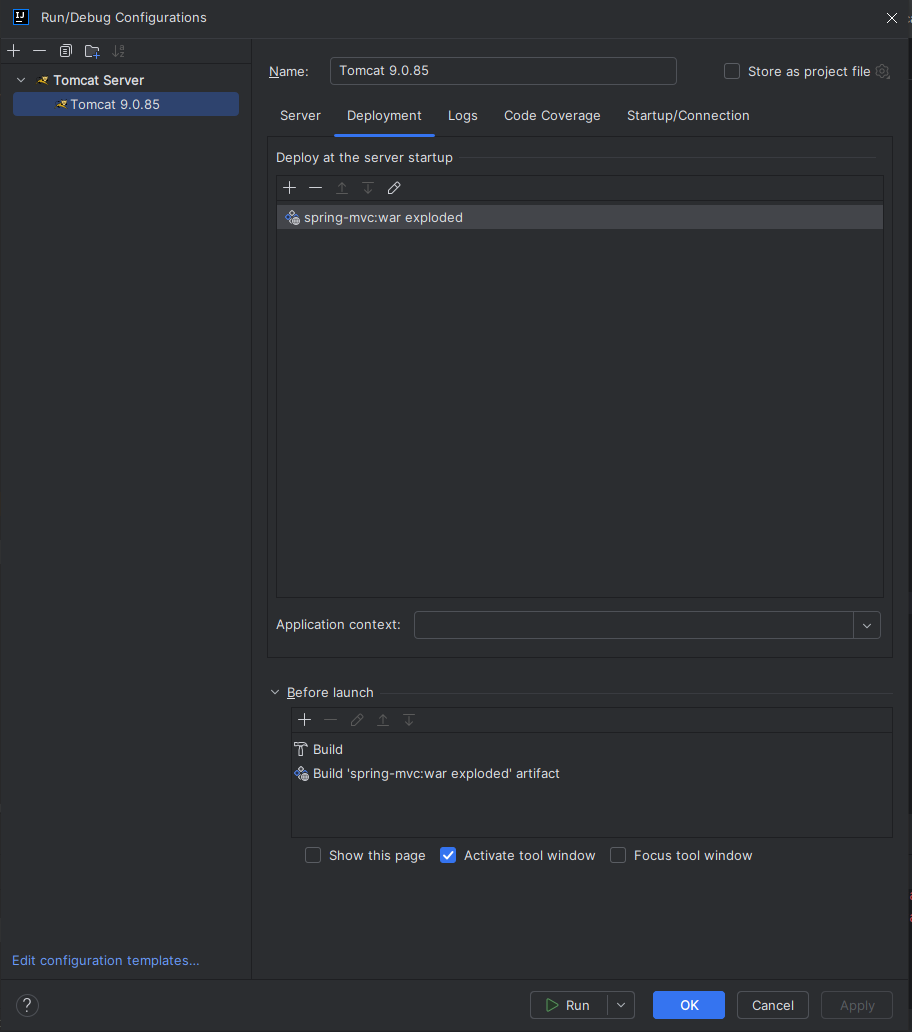 Run/Debug Configurations
Tomcat Server
Tomcat 9.0.85
Edit configuration templates...
Name: Tomcat 9.0.85 Store as project file
Server Deployment Logs Code Coverage Startup/Connection
Deploy at the server startup
spring-mvc:war exploded
Application context:
Before launch
Build
Build 'spring-mvc:war exploded' artifact
Show this page Activate tool window Focus tool window
? Run OK Cancel Apply